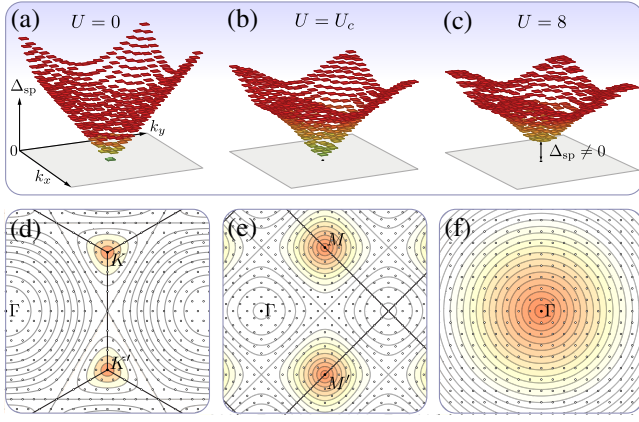 (a) U = 0
(b) U = U_c
(c) U = 8
Δ_sp
0
k_x
k_y
Δ_sp ≠ 0
(d)
K
Γ
K'
(e)
M
Γ
M'
(f)
Γ